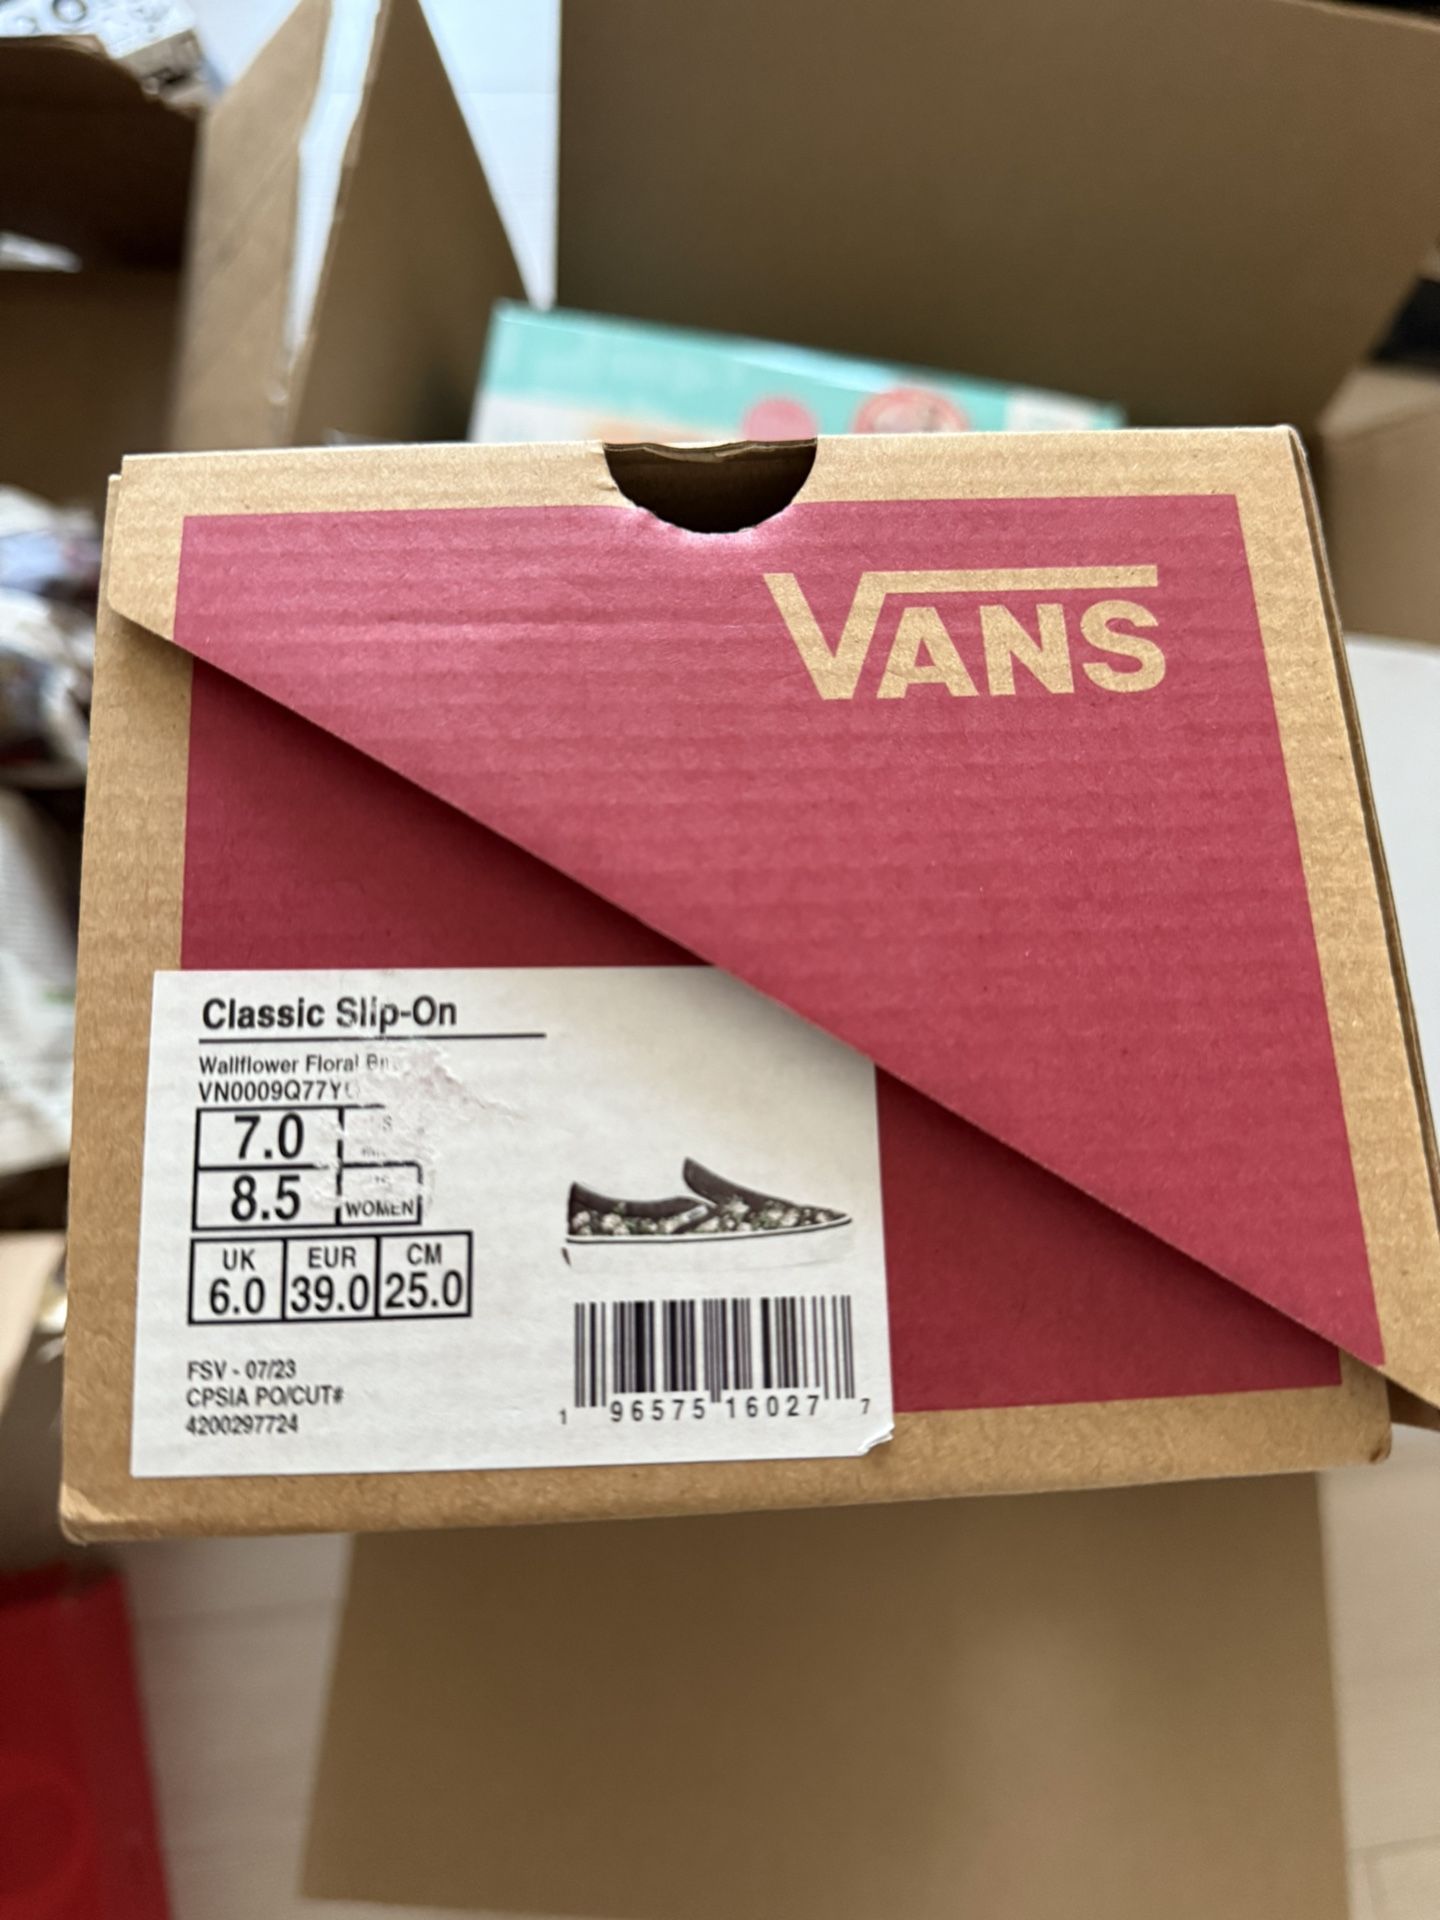 VANS
Classic Slip-On
Wallflower Floral
VN0009Q77Y
7.0
8.5 WOMEN
UK EUR CM
6.0 39.0 25.0
FSV - 07/23
CPSIA PO/CUT#
4200297724
1 96575 16027 7